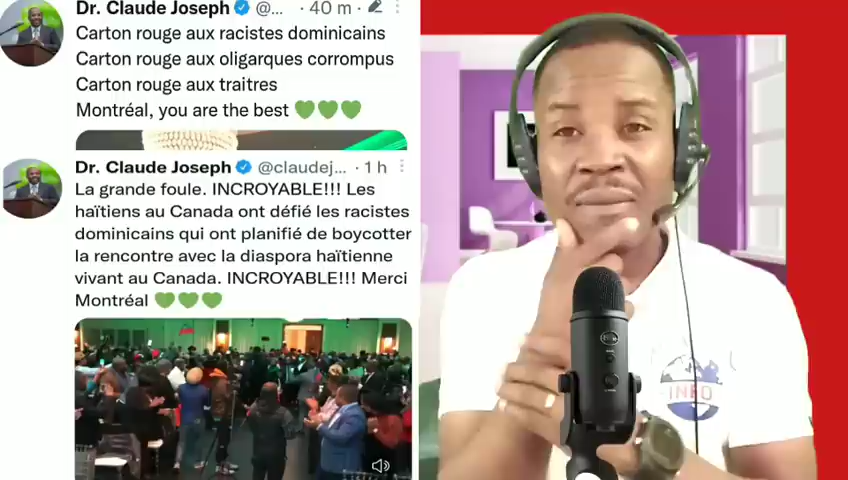 Dr. Claude Joseph @... · 40 m ·
Carton rouge aux racistes dominicains
Carton rouge aux oligarques corrompus
Carton rouge aux traitres
Montréal, you are the best 💚💚💚
Dr. Claude Joseph @claudej... · 1 h
La grande foule. INCROYABLE!!! Les
haïtiens au Canada ont défié les racistes
dominicains qui ont planifié de boycotter
la rencontre avec la diaspora haïtienne
vivant au Canada. INCROYABLE!!! Merci
Montréal 💚💚💚
INFO